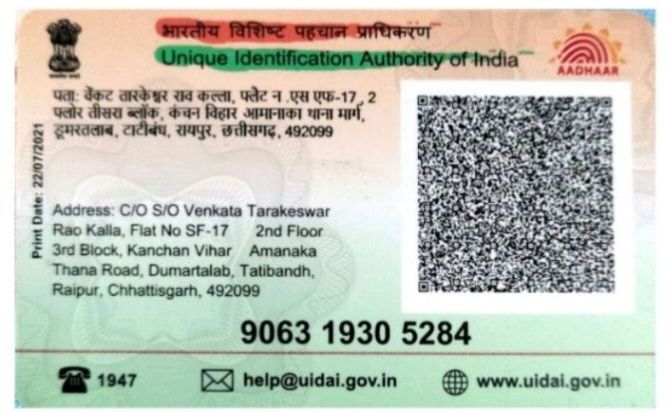 भारतीय विशिष्ट पहचान प्राधिकरण
Unique Identification Authority of India
AADHAAR
पता: वेंकट तारकेश्वर राव कल्ला, फ्लैट न .एस एफ-17 , 2
फ्लोर तीसरा ब्लॉक, कंचन विहार आमानाका थाना मार्ग,
डूमरतलाब, टाटीबंध, रायपुर, छत्तीसगढ़, 492099
Print Date: 22/07/2021
Address: C/O S/O Venkata Tarakeswar
Rao Kalla, Flat No SF-17 2nd Floor
3rd Block, Kanchan Vihar Amanaka
Thana Road, Dumartalab, Tatibandh,
Raipur, Chhattisgarh, 492099
9063 1930 5284
1947 help@uidai.gov.in www.uidai.gov.in